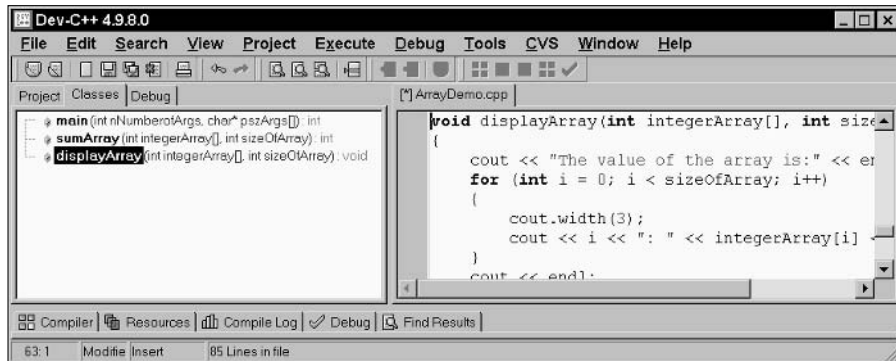 Dev-C++ 4.9.8.0
File Edit Search View Project Execute Debug Tools CVS Window Help
Project Classes Debug
main (int nNumberofArgs, char* pszArgs[]) : int
sumArray (int integerArray[], int sizeOfArray) : int
displayArray (int integerArray[], int sizeOfArray) : void
[*] ArrayDemo.cpp
void displayArray(int integerArray[], int size
{
cout << "The value of the array is:" << en
for (int i = 0; i < sizeOfArray; i++)
{
cout.width(3);
cout << i << ": " << integerArray[i] <
}
cout << endl;
Compiler Resources Compile Log Debug Find Results
63: 1 Modifie Insert 85 Lines in file